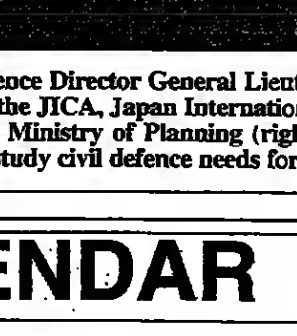 ence Director General Lieut
the JICA, Japan Internation
Ministry of Planning (righ
study civil defence needs for
ENDAR